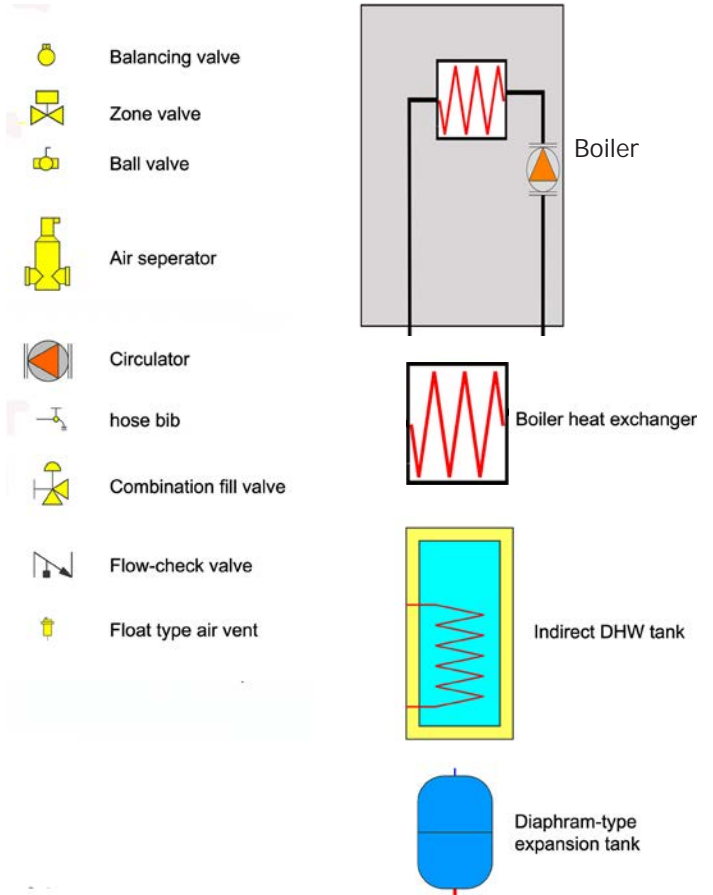 Balancing valve
Zone valve
Ball valve
Air seperator
Circulator
hose bib
Combination fill valve
Flow-check valve
Float type air vent
Boiler
Boiler heat exchanger
Indirect DHW tank
Diaphram-type
expansion tank